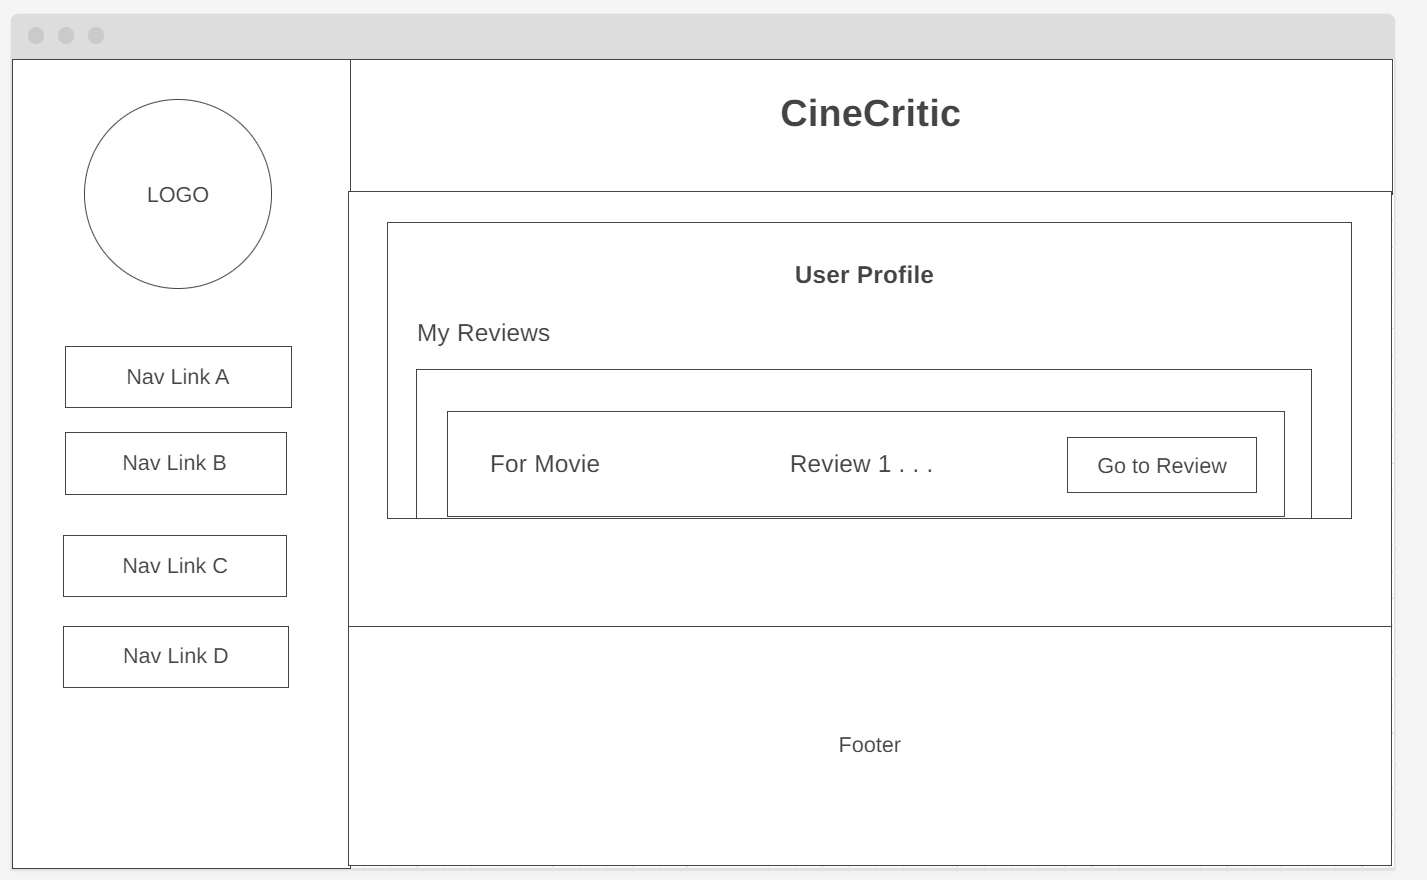 CineCritic
LOGO
Nav Link A
Nav Link B
Nav Link C
Nav Link D
User Profile
My Reviews
For Movie
Review 1 . . .
Go to Review
Footer